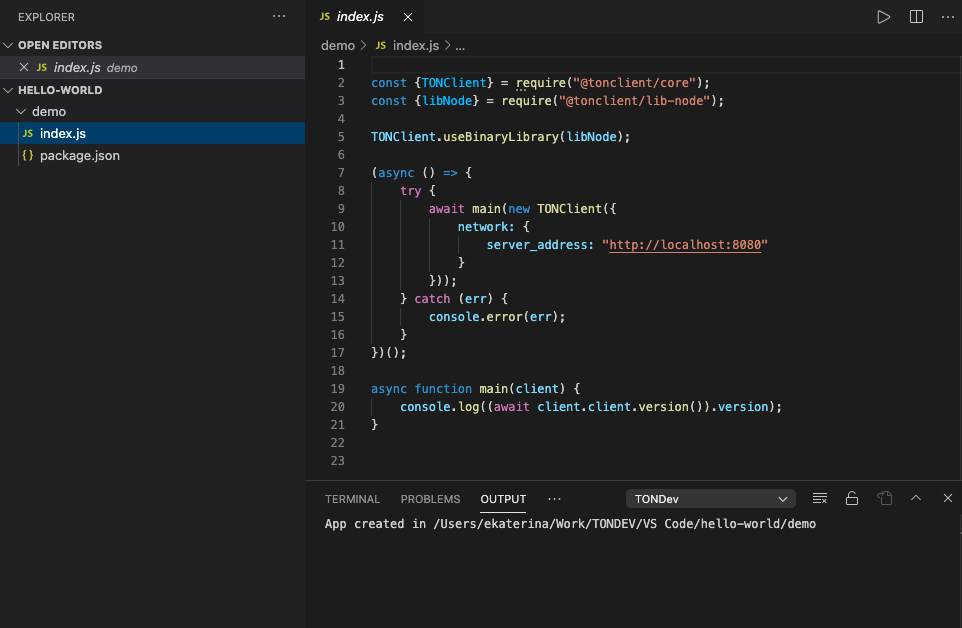 EXPLORER
OPEN EDITORS
JS index.js demo
HELLO-WORLD
demo
JS index.js
{} package.json
JS index.js
demo > JS index.js > ...
1
2 const {TONClient} = require("@tonclient/core");
3 const {libNode} = require("@tonclient/lib-node");
4
5 TONClient.useBinaryLibrary(libNode);
6
7 (async () => {
8 try {
9 await main(new TONClient({
10 network: {
11 server_address: "http://localhost:8080"
12 }
13 }));
14 } catch (err) {
15 console.error(err);
16 }
17 })();
18
19 async function main(client) {
20 console.log((await client.client.version()).version);
21 }
22
23
TERMINAL PROBLEMS OUTPUT ... TONDev
App created in /Users/ekaterina/Work/TONDEV/VS Code/hello-world/demo